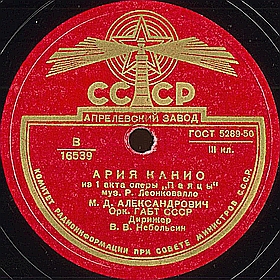 СССР
АПРЕЛЕВСКИЙ ЗАВОД
ГОСТ 5289-50
В
16539
III кл.
АРИЯ КАНИО
из 1 акта оперы „Паяцы"
муз. Р. Леонковалло
М. Д. АЛЕКСАНДРОВИЧ
Орк. ГАБТ СССР
Дирижер
В. В. Небольсин
КОМИТЕТ РАДИОИНФОРМАЦИИ ПРИ СОВЕТЕ МИНИСТРОВ СССР